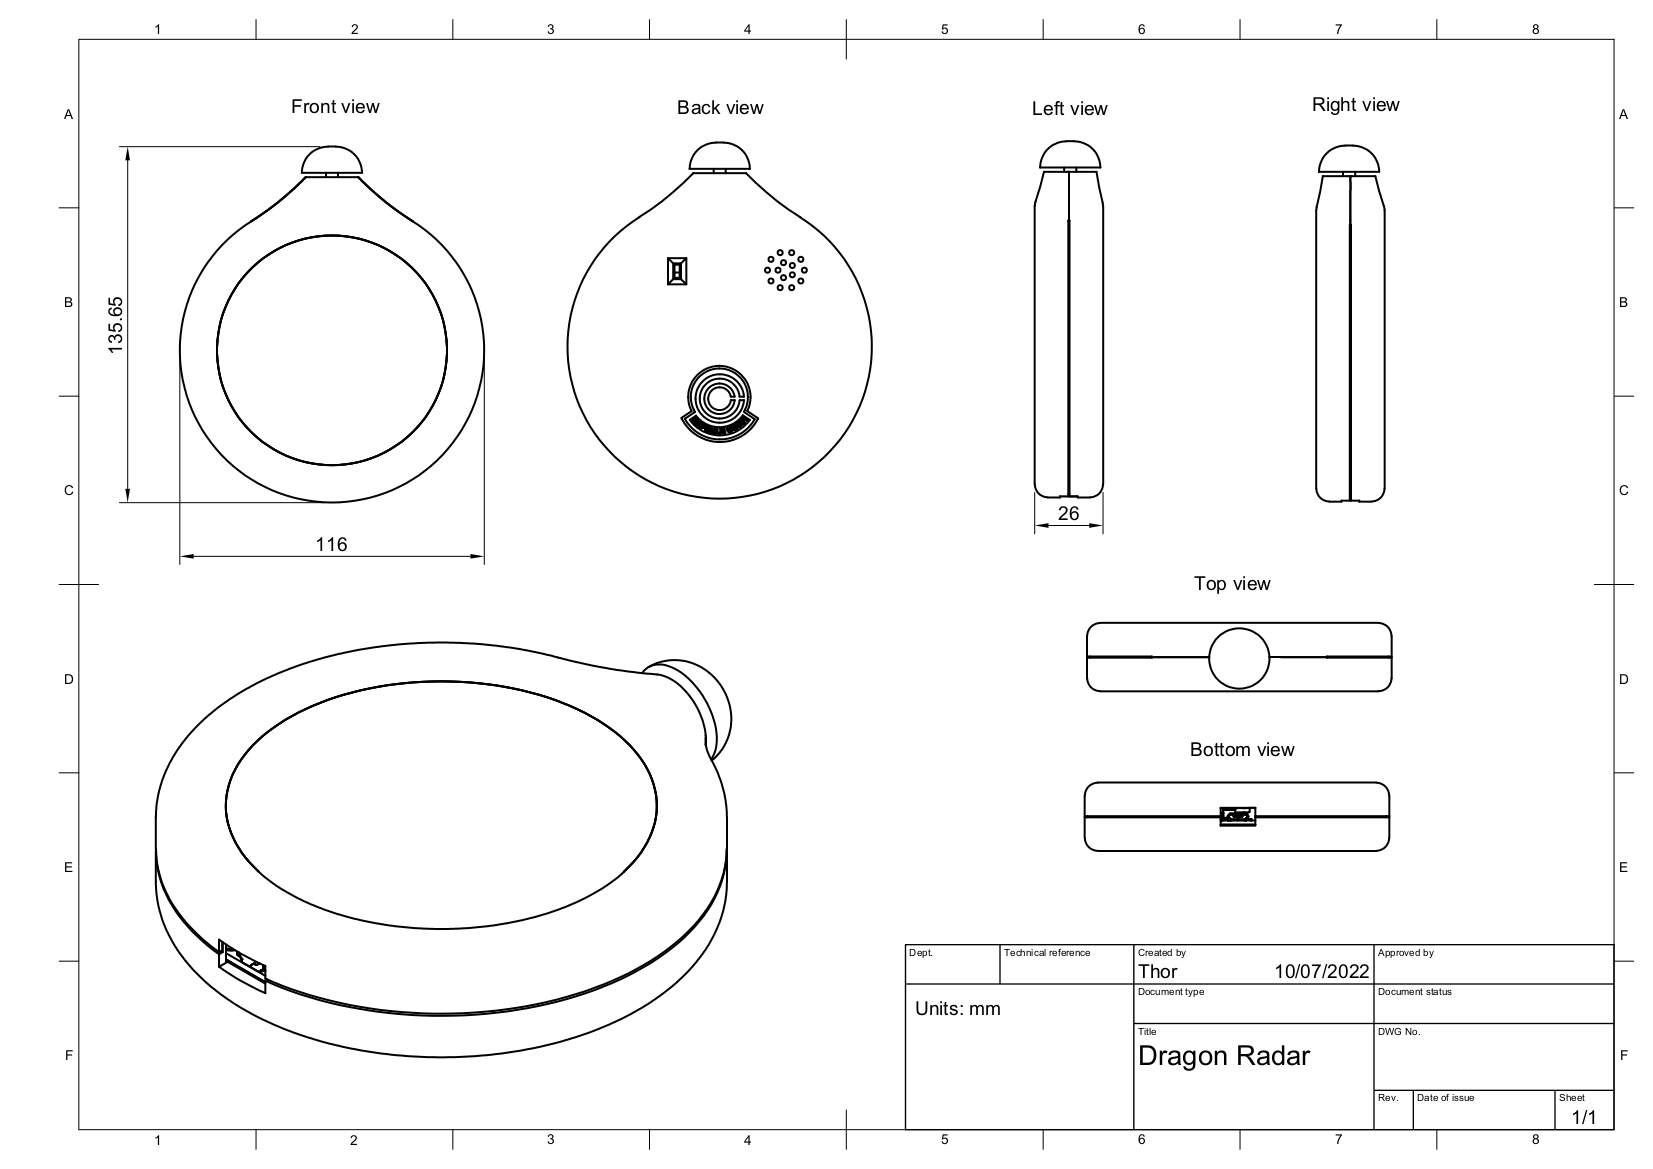 1 2 3 4 5 6 7 8
A A
Front view Back view Left view Right view
B B
135.65
C C
26
116
Top view
D D
Bottom view
E E
Dept. Technical reference Created by Approved by
Thor 10/07/2022
Document type Document status
Units: mm
Title DWG No.
Dragon Radar
F F
Rev. Date of issue Sheet
1/1
1 2 3 4 5 6 7 8